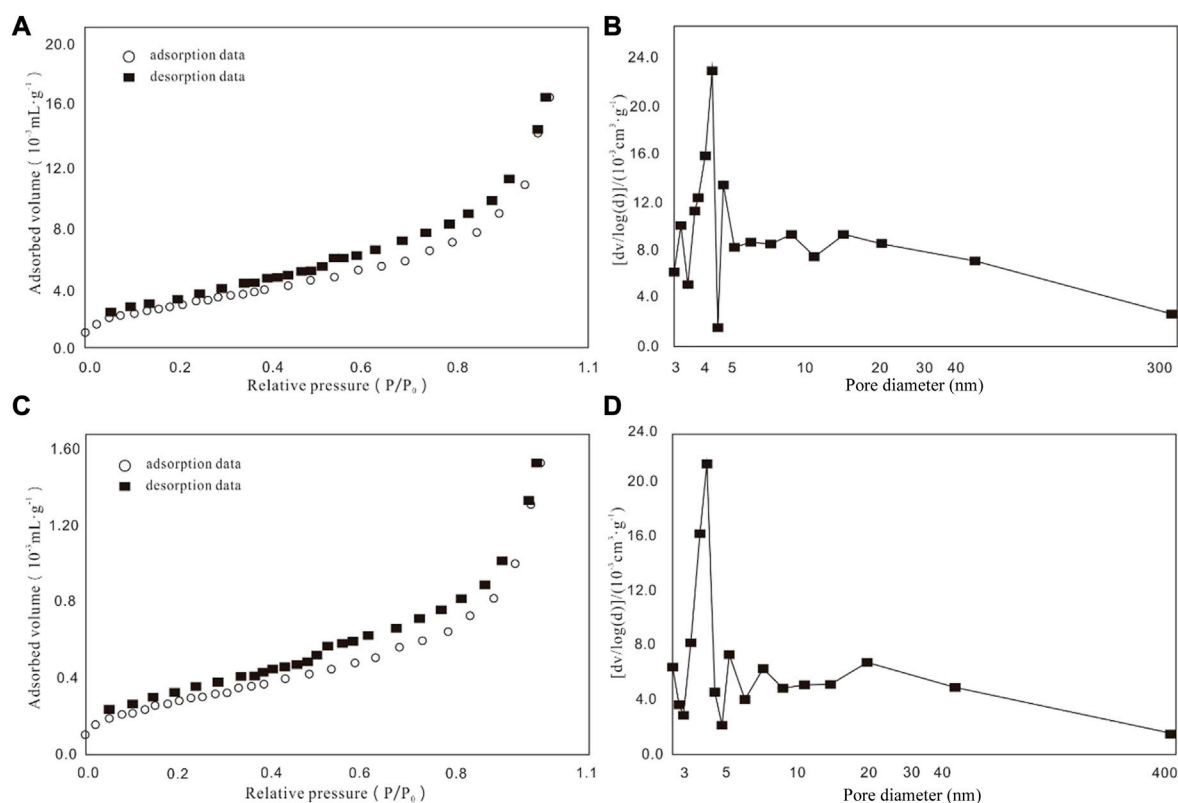 A
Adsorbed volume ( 10⁻³mL·g⁻¹)
20.0
16.0
12.0
8.0
4.0
0.0
adsorption data
desorption data
0.0 0.2 0.4 0.6 0.8 1.1
Relative pressure ( P/P₀ )
B
[dv/log(d)]/(10⁻³cm³·g⁻¹)
24.0
20.0
16.0
12.0
8.0
4.0
0.0
3 4 5 10 20 30 40 300
Pore diameter (nm)
C
Adsorbed volume ( 10⁻³mL·g⁻¹)
1.60
1.20
0.8
0.4
0.0
adsorption data
desorption data
0.0 0.2 0.4 0.6 0.8 1.1
Relative pressure ( P/P₀ )
D
[dv/log(d)]/(10⁻³cm³·g⁻¹)
24.0
20.0
16.0
12.0
8.0
4.0
0.0
3 5 10 20 30 40 400
Pore diameter (nm)